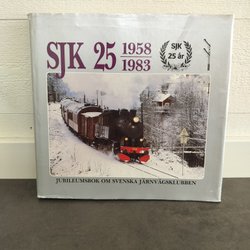 SJK 25 1958
1983
SJK
25 år
JUBILEUMSBOK OM SVENSKA JÄRNVÄGSKLUBBEN